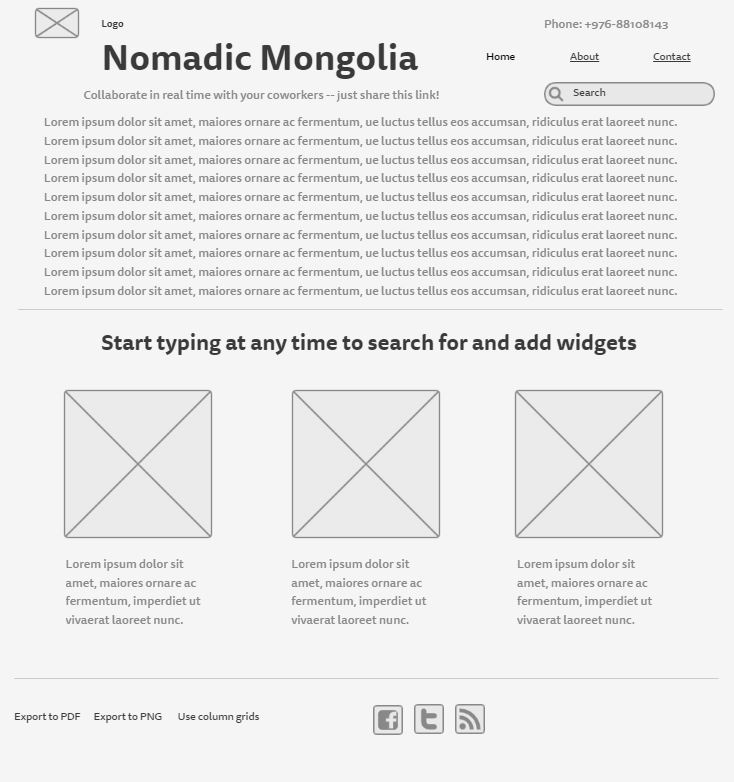 Logo
Phone: +976-88108143
Nomadic Mongolia
Home About Contact
Collaborate in real time with your coworkers -- just share this link!
Search
Lorem ipsum dolor sit amet, maiores ornare ac fermentum, ue luctus tellus eos accumsan, ridiculus erat laoreet nunc.
Lorem ipsum dolor sit amet, maiores ornare ac fermentum, ue luctus tellus eos accumsan, ridiculus erat laoreet nunc.
Lorem ipsum dolor sit amet, maiores ornare ac fermentum, ue luctus tellus eos accumsan, ridiculus erat laoreet nunc.
Lorem ipsum dolor sit amet, maiores ornare ac fermentum, ue luctus tellus eos accumsan, ridiculus erat laoreet nunc.
Lorem ipsum dolor sit amet, maiores ornare ac fermentum, ue luctus tellus eos accumsan, ridiculus erat laoreet nunc.
Lorem ipsum dolor sit amet, maiores ornare ac fermentum, ue luctus tellus eos accumsan, ridiculus erat laoreet nunc.
Lorem ipsum dolor sit amet, maiores ornare ac fermentum, ue luctus tellus eos accumsan, ridiculus erat laoreet nunc.
Lorem ipsum dolor sit amet, maiores ornare ac fermentum, ue luctus tellus eos accumsan, ridiculus erat laoreet nunc.
Lorem ipsum dolor sit amet, maiores ornare ac fermentum, ue luctus tellus eos accumsan, ridiculus erat laoreet nunc.
Lorem ipsum dolor sit amet, maiores ornare ac fermentum, ue luctus tellus eos accumsan, ridiculus erat laoreet nunc.
Start typing at any time to search for and add widgets
Lorem ipsum dolor sit
amet, maiores ornare ac
fermentum, imperdiet ut
vivaerat laoreet nunc.
Lorem ipsum dolor sit
amet, maiores ornare ac
fermentum, imperdiet ut
vivaerat laoreet nunc.
Lorem ipsum dolor sit
amet, maiores ornare ac
fermentum, imperdiet ut
vivaerat laoreet nunc.
Export to PDF Export to PNG Use column grids